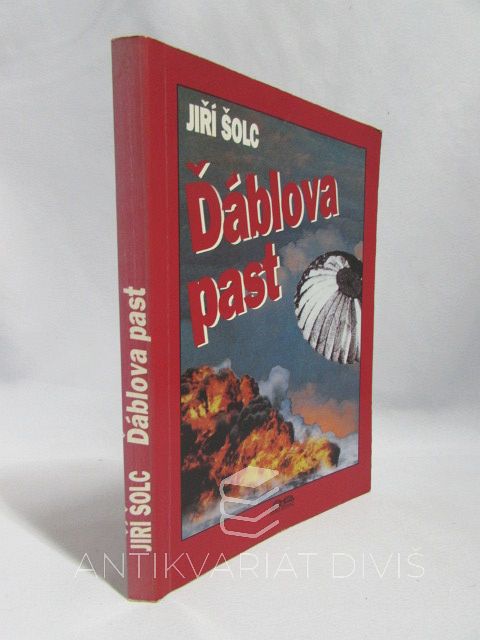 JIŘÍ ŠOLC
Ďáblova
past
JIŘÍ ŠOLC Ďáblova past
ANTIKVARIÁT DIVIŠ